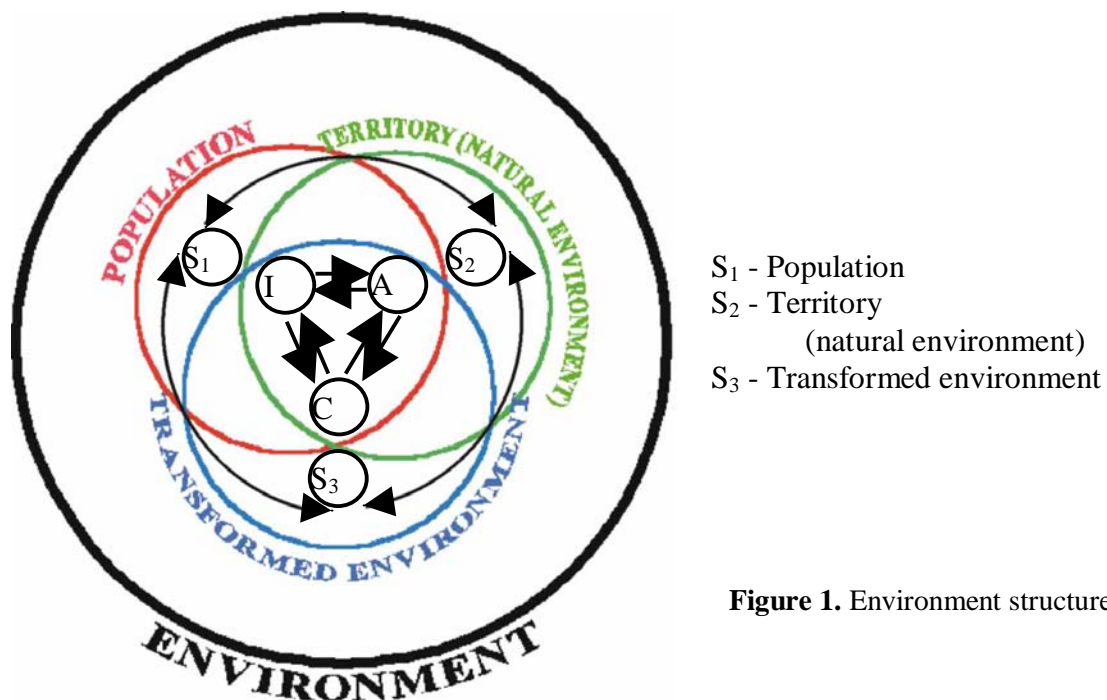 POPULATION
TERRITORY (NATURAL ENVIRONMENT)
S₁
S₂
I
A
C
S₃
TRANSFORMED ENVIRONMENT
ENVIRONMENT
S₁ - Population
S₂ - Territory
(natural environment)
S₃ - Transformed environment
Figure 1. Environment structure